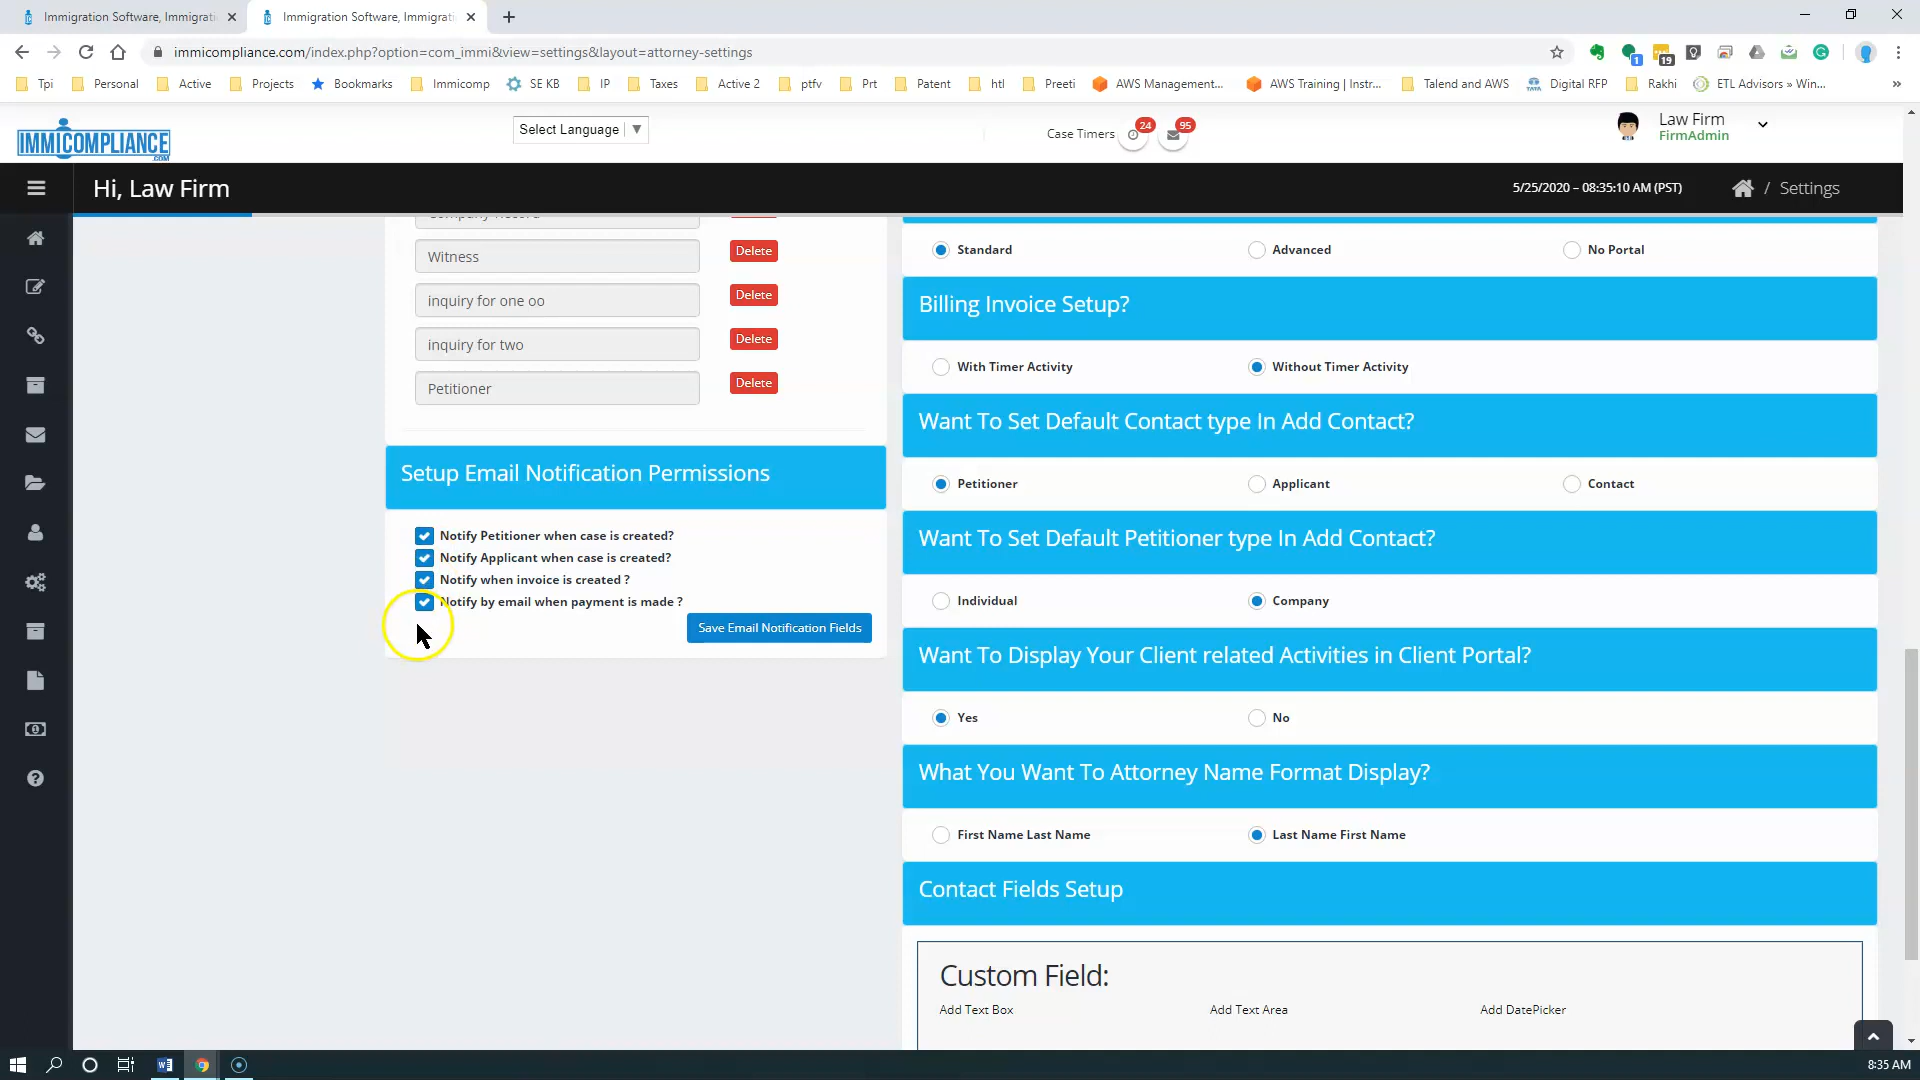 Immigration Software, Immigrati
Immigration Software, Immigrati
immicompliance.com/index.php?option=com_immi&view=settings&layout=attorney-settings
1
19
Tpi
Personal
Active
Projects
Bookmarks
Immicomp
SE KB
IP
Taxes
Active 2
ptfv
Prt
Patent
htl
Preeti
AWS Management...
AWS Training | Instr...
Talend and AWS
Digital RFP
Rakhi
ETL Advisors » Win...
»
IMMICOMPLIANCE
.COM
Select Language
Case Timers
24
95
Law Firm
FirmAdmin
Hi, Law Firm
5/25/2020 – 08:35:10 AM (PST)
/ Settings
Company Record
Witness
Delete
inquiry for one oo
Delete
inquiry for two
Delete
Petitioner
Delete
Setup Email Notification Permissions
Notify Petitioner when case is created?
Notify Applicant when case is created?
Notify when invoice is created ?
Notify by email when payment is made ?
Save Email Notification Fields
Standard
Advanced
No Portal
Billing Invoice Setup?
With Timer Activity
Without Timer Activity
Want To Set Default Contact type In Add Contact?
Petitioner
Applicant
Contact
Want To Set Default Petitioner type In Add Contact?
Individual
Company
Want To Display Your Client related Activities in Client Portal?
Yes
No
What You Want To Attorney Name Format Display?
First Name Last Name
Last Name First Name
Contact Fields Setup
Custom Field:
Add Text Box
Add Text Area
Add DatePicker
8:35 AM